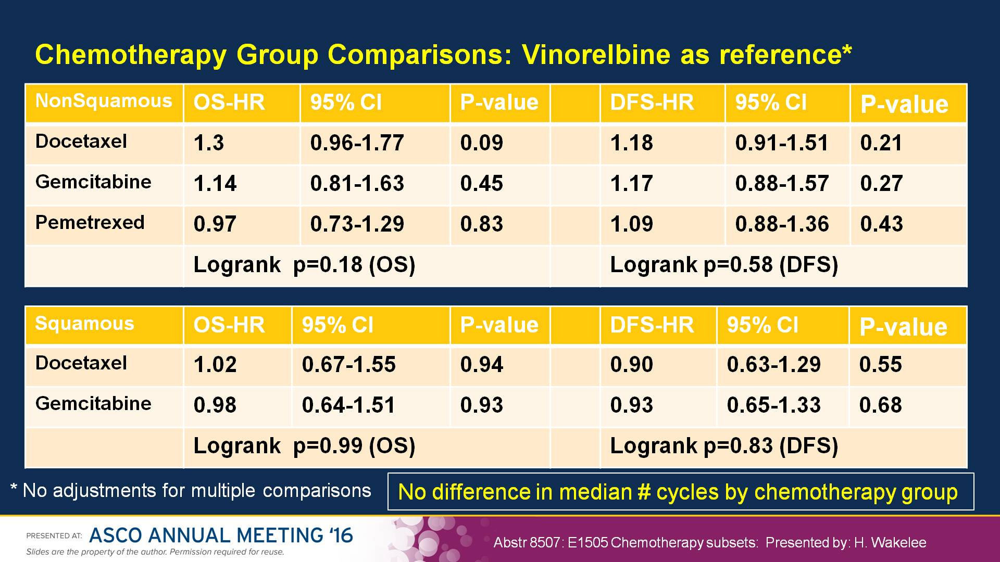 Chemotherapy Group Comparisons: Vinorelbine as reference*
NonSquamous OS-HR 95% CI P-value DFS-HR 95% CI P-value
Docetaxel 1.3 0.96-1.77 0.09 1.18 0.91-1.51 0.21
Gemcitabine 1.14 0.81-1.63 0.45 1.17 0.88-1.57 0.27
Pemetrexed 0.97 0.73-1.29 0.83 1.09 0.88-1.36 0.43
Logrank p=0.18 (OS) Logrank p=0.58 (DFS)
Squamous OS-HR 95% CI P-value DFS-HR 95% CI P-value
Docetaxel 1.02 0.67-1.55 0.94 0.90 0.63-1.29 0.55
Gemcitabine 0.98 0.64-1.51 0.93 0.93 0.65-1.33 0.68
Logrank p=0.99 (OS) Logrank p=0.83 (DFS)
* No adjustments for multiple comparisons
No difference in median # cycles by chemotherapy group
PRESENTED AT: ASCO ANNUAL MEETING ‘16
Slides are the property of the author. Permission required for reuse.
Abstr 8507: E1505 Chemotherapy subsets: Presented by: H. Wakelee